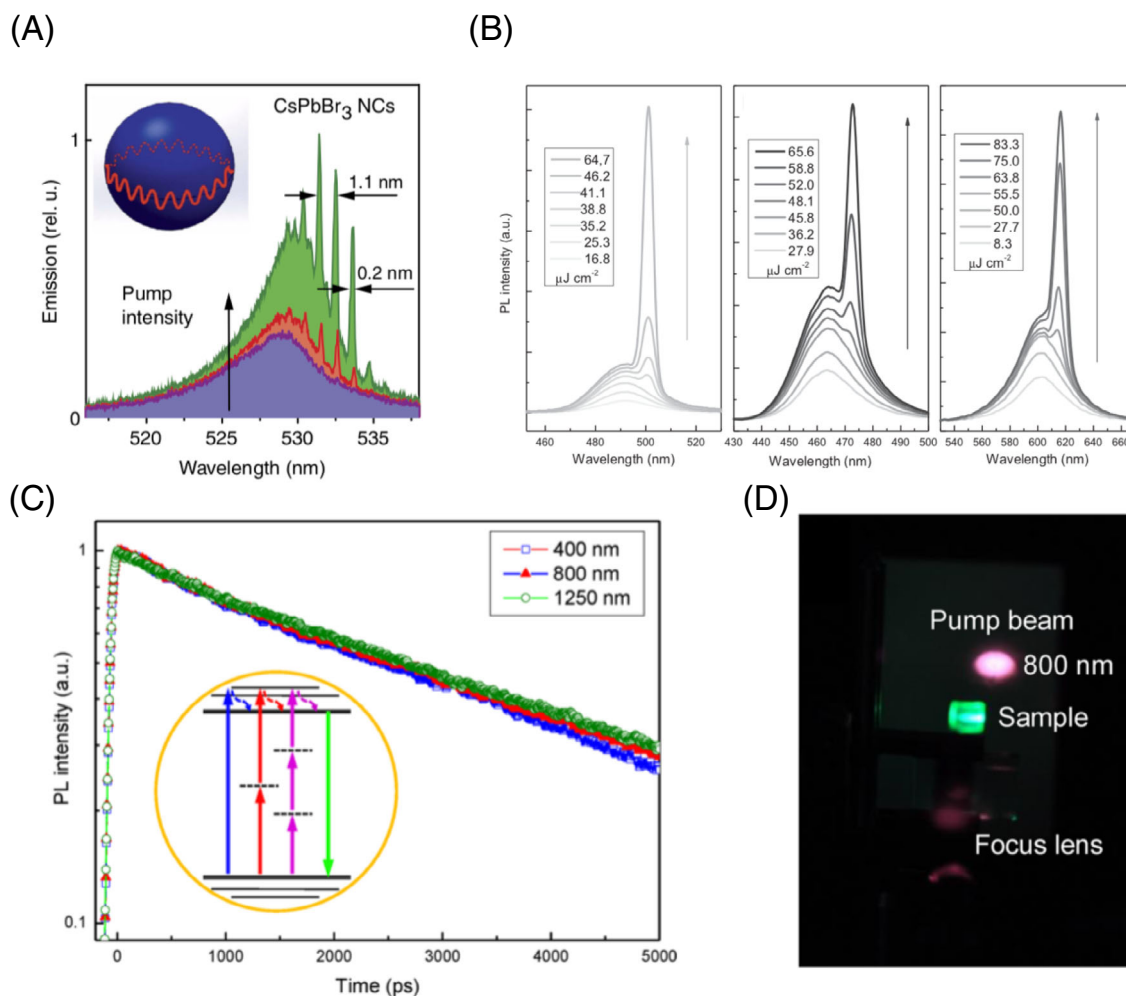 (A)
CsPbBr3 NCs
1
1.1 nm
0.2 nm
Pump
intensity
Emission (rel. u.)
0
520
525
530
535
Wavelength (nm)
(B)
PL intensity (a.u.)
64.7
46.2
41.1
38.8
35.2
25.3
16.8
μJ cm-2
460
480
500
520
Wavelength (nm)
65.6
58.8
52.0
48.1
45.8
36.2
27.9
μJ cm-2
430
440
450
460
470
480
490
500
Wavelength (nm)
83.3
75.0
63.8
55.5
50.0
27.7
8.3
μJ cm-2
540
560
580
600
620
640
660
Wavelength (nm)
(C)
1
0.1
PL intensity (a.u.)
400 nm
800 nm
1250 nm
0
1000
2000
3000
4000
5000
Time (ps)
(D)
Pump beam
800 nm
Sample
Focus lens